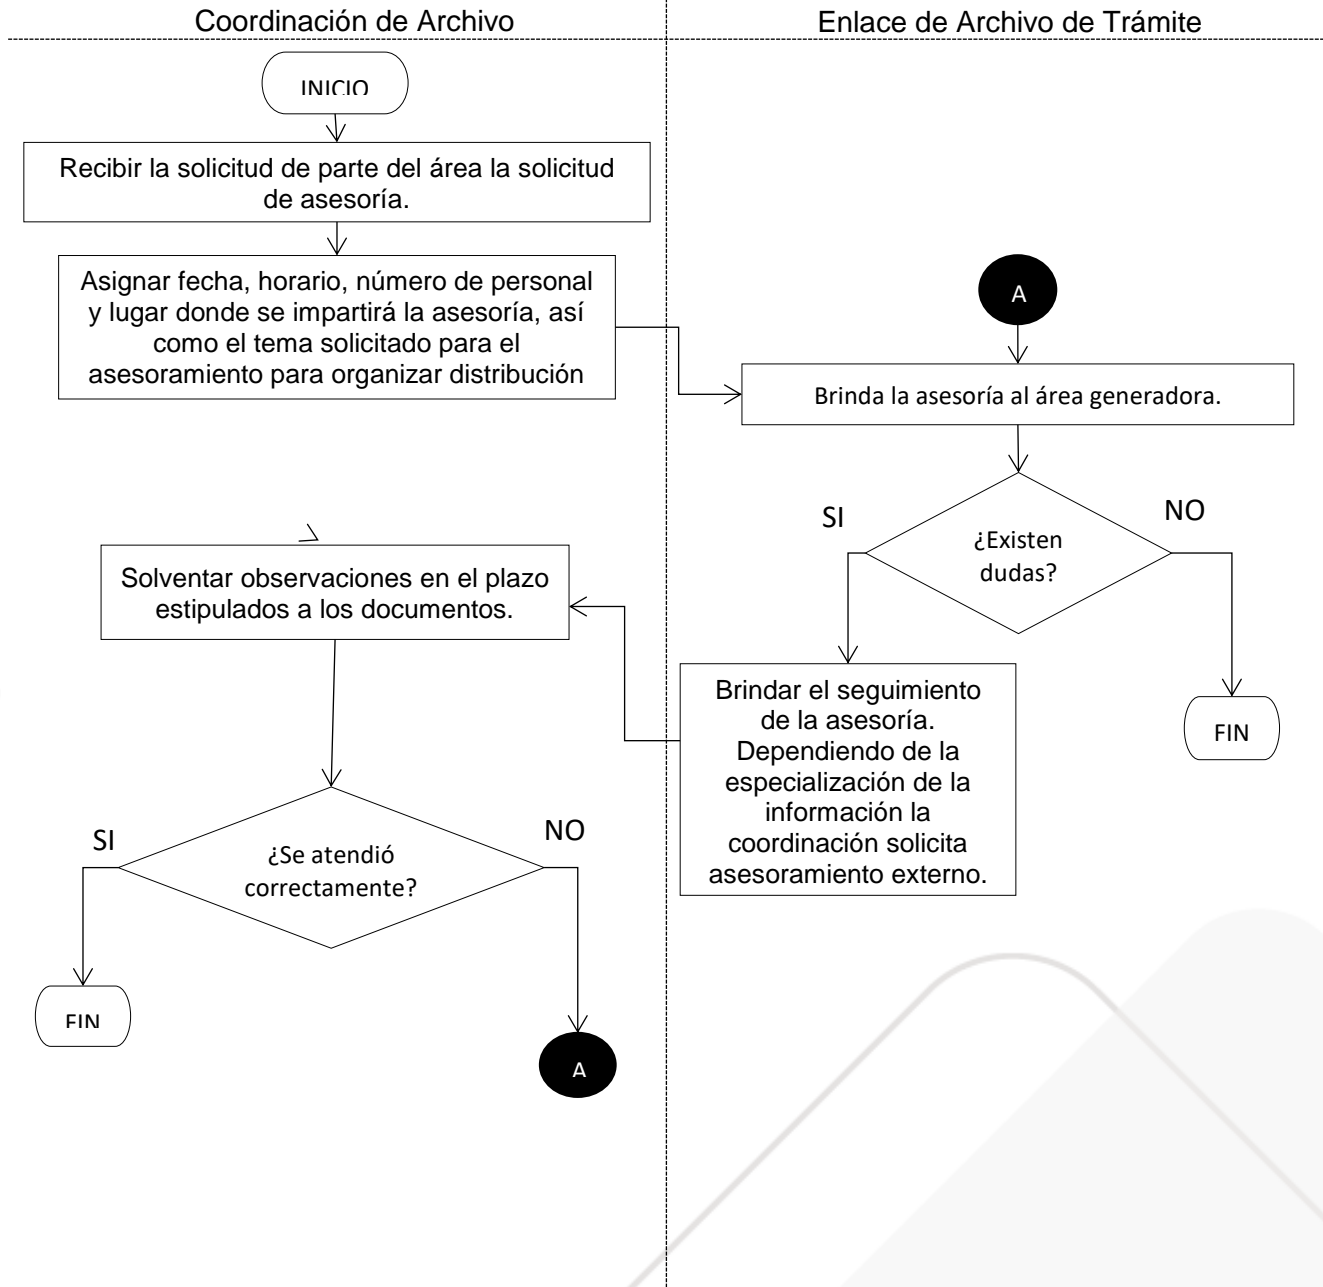 Coordinación de Archivo
Enlace de Archivo de Trámite
INICIO
Recibir la solicitud de parte del área la solicitud
de asesoría.
Asignar fecha, horario, número de personal
y lugar donde se impartirá la asesoría, así
como el tema solicitado para el
asesoramiento para organizar distribución
A
Brinda la asesoría al área generadora.
¿Existen
dudas?
SI
NO
FIN
Brindar el seguimiento
de la asesoría.
Dependiendo de la
especialización de la
información la
coordinación solicita
asesoramiento externo.
Solventar observaciones en el plazo
estipulados a los documentos.
¿Se atendió
correctamente?
SI
NO
FIN
A